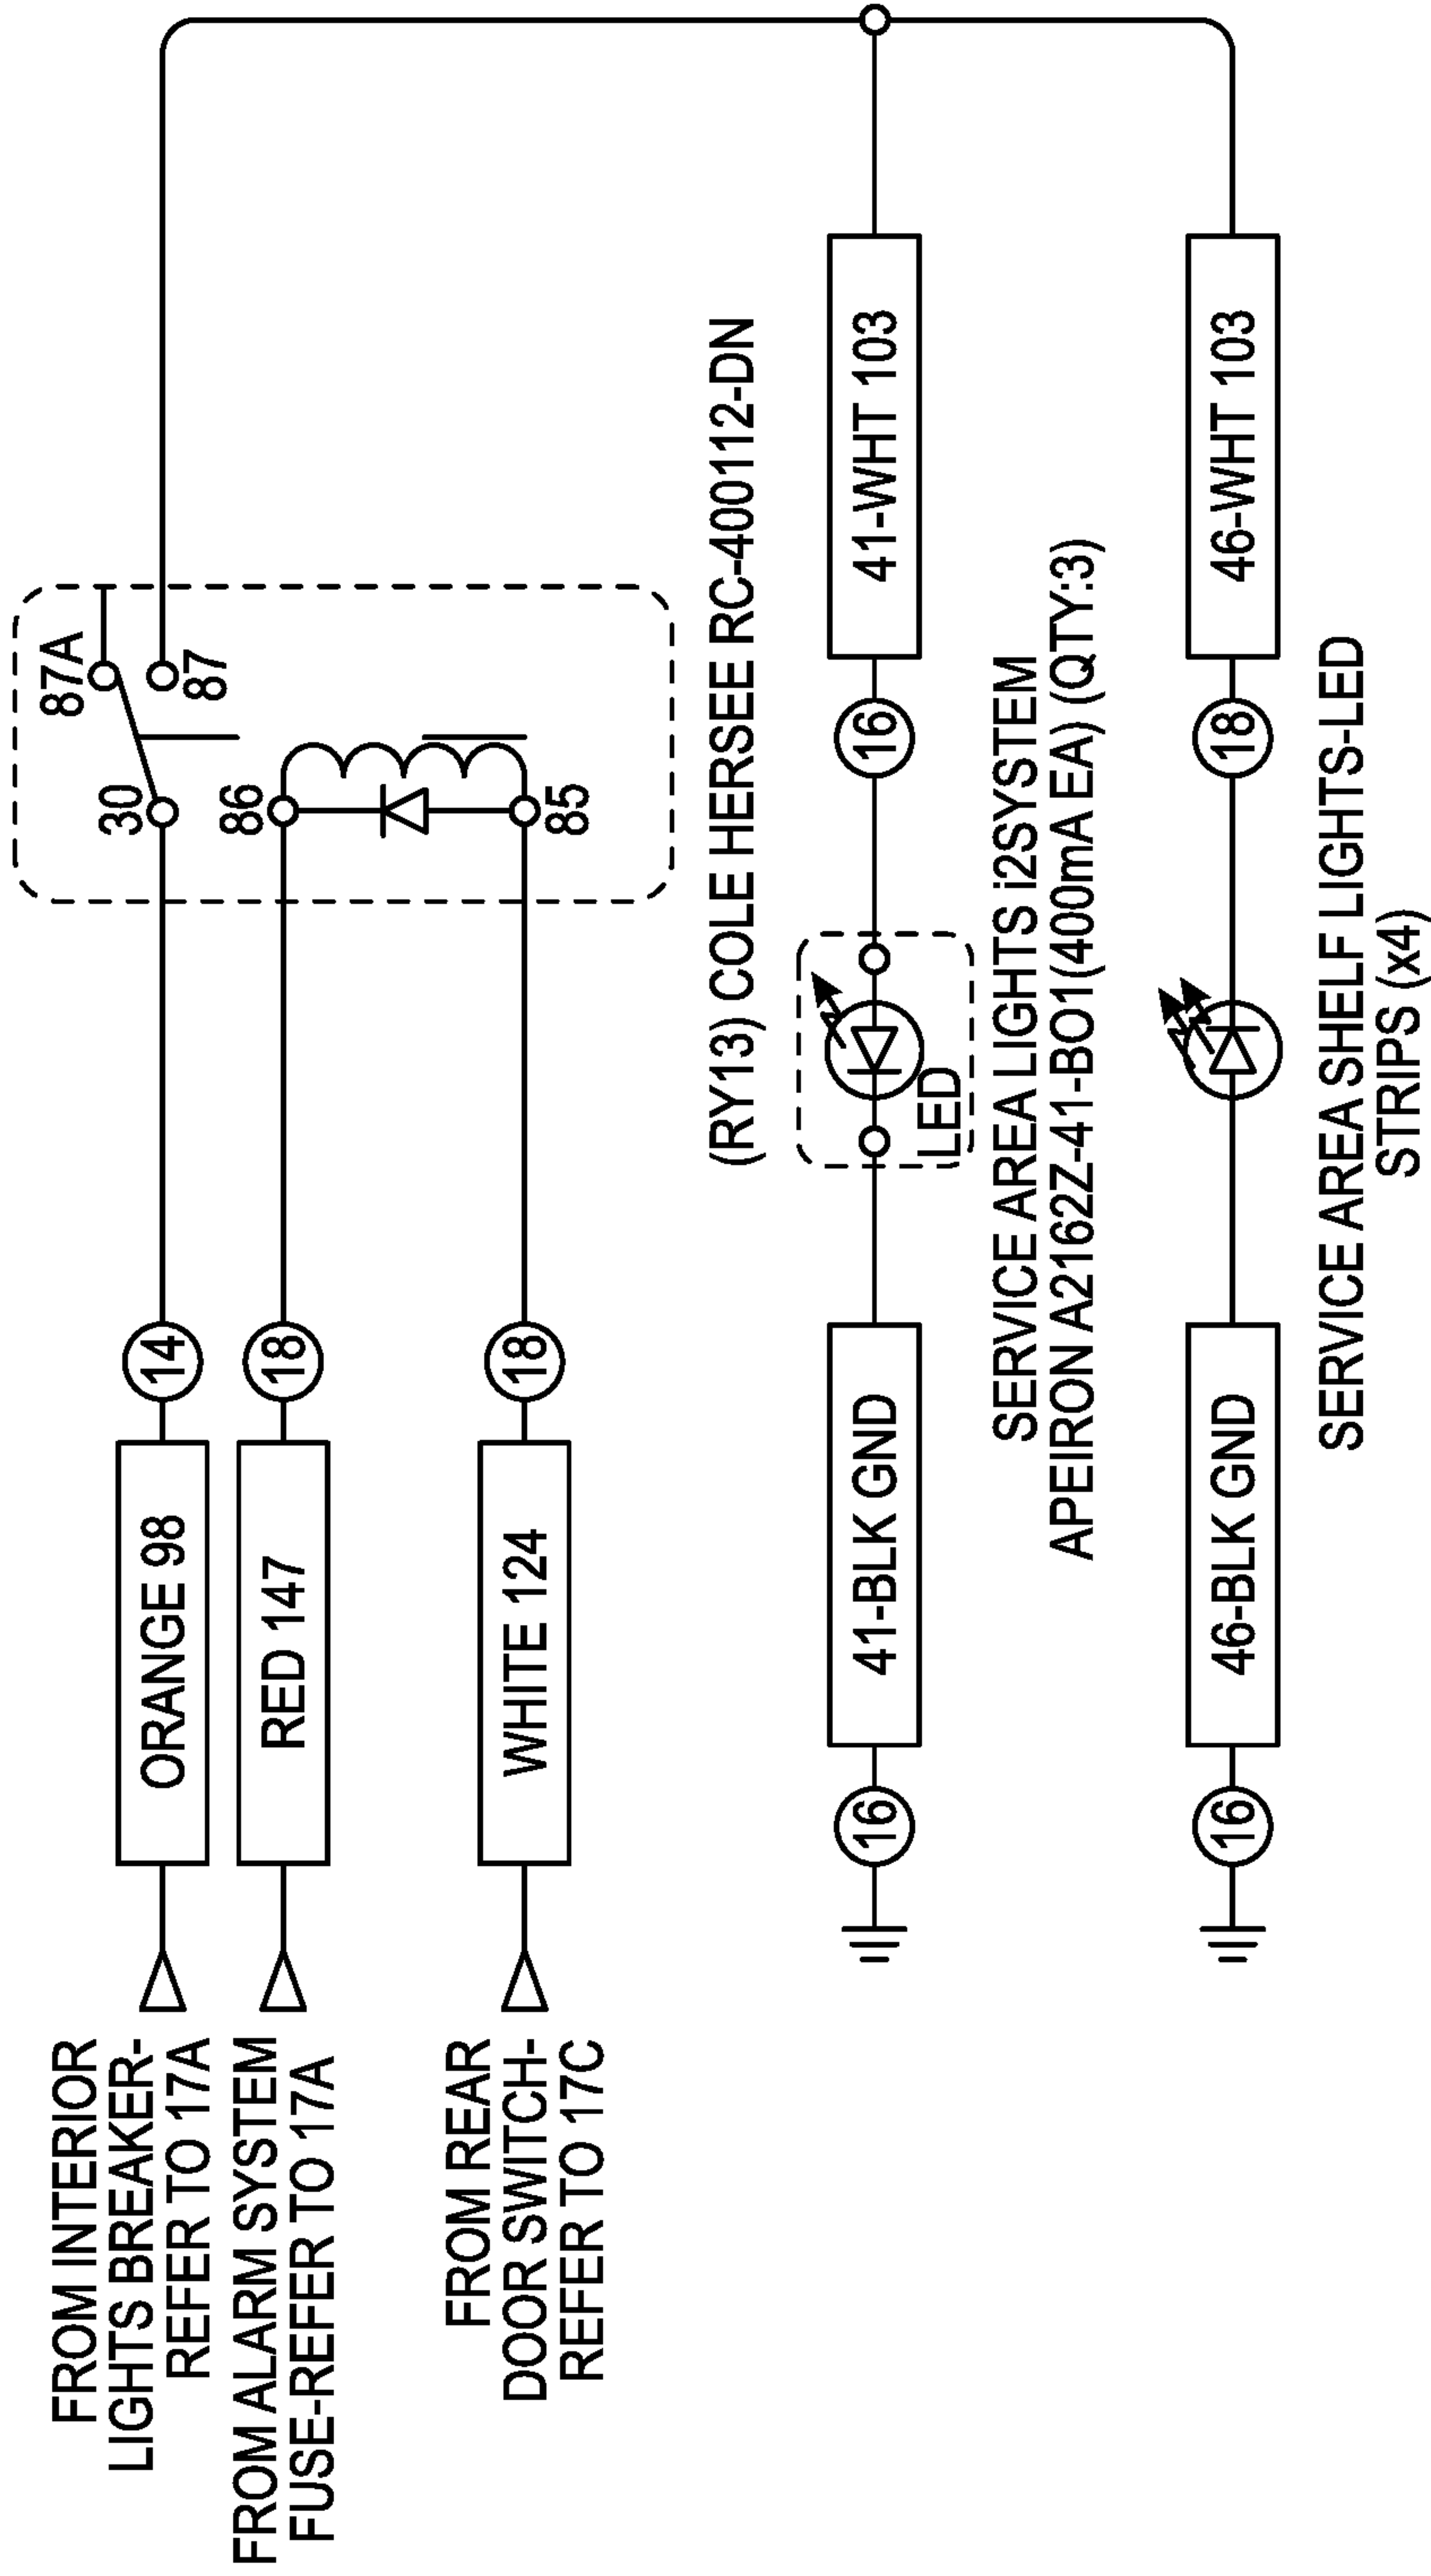 FROM INTERIOR
LIGHTS BREAKER-
REFER TO 17A
ORANGE 98
14
30
87A
87
FROM ALARM SYSTEM
FUSE-REFER TO 17A
RED 147
18
86
FROM REAR
DOOR SWITCH-
REFER TO 17C
WHITE 124
18
85
(RY13) COLE HERSEE RC-400112-DN
16
41-BLK GND
LED
16
41-WHT 103
SERVICE AREA LIGHTS i2SYSTEM
APEIRON A2162Z-41-BO1(400mA EA) (QTY:3)
16
46-BLK GND
18
46-WHT 103
SERVICE AREA SHELF LIGHTS-LED
STRIPS (x4)